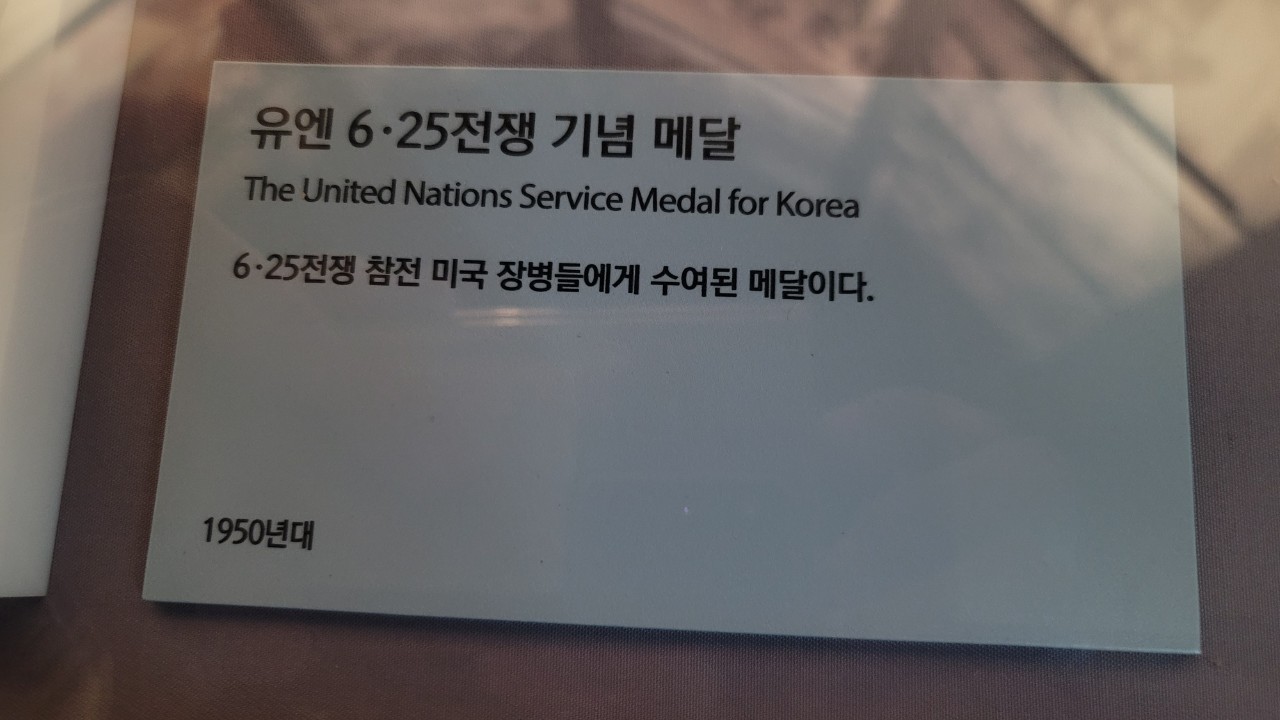 유엔 6·25전쟁 기념 메달
The United Nations Service Medal for Korea
6·25전쟁 참전 미국 장병들에게 수여된 메달이다.
1950년대